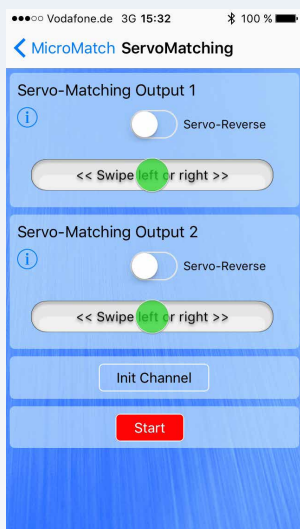 Vodafone.de 3G 15:32 100 %
MicroMatch ServoMatching
Servo-Matching Output 1
i Servo-Reverse
<< Swipe left or right >>
Servo-Matching Output 2
i Servo-Reverse
<< Swipe left or right >>
Init Channel
Start